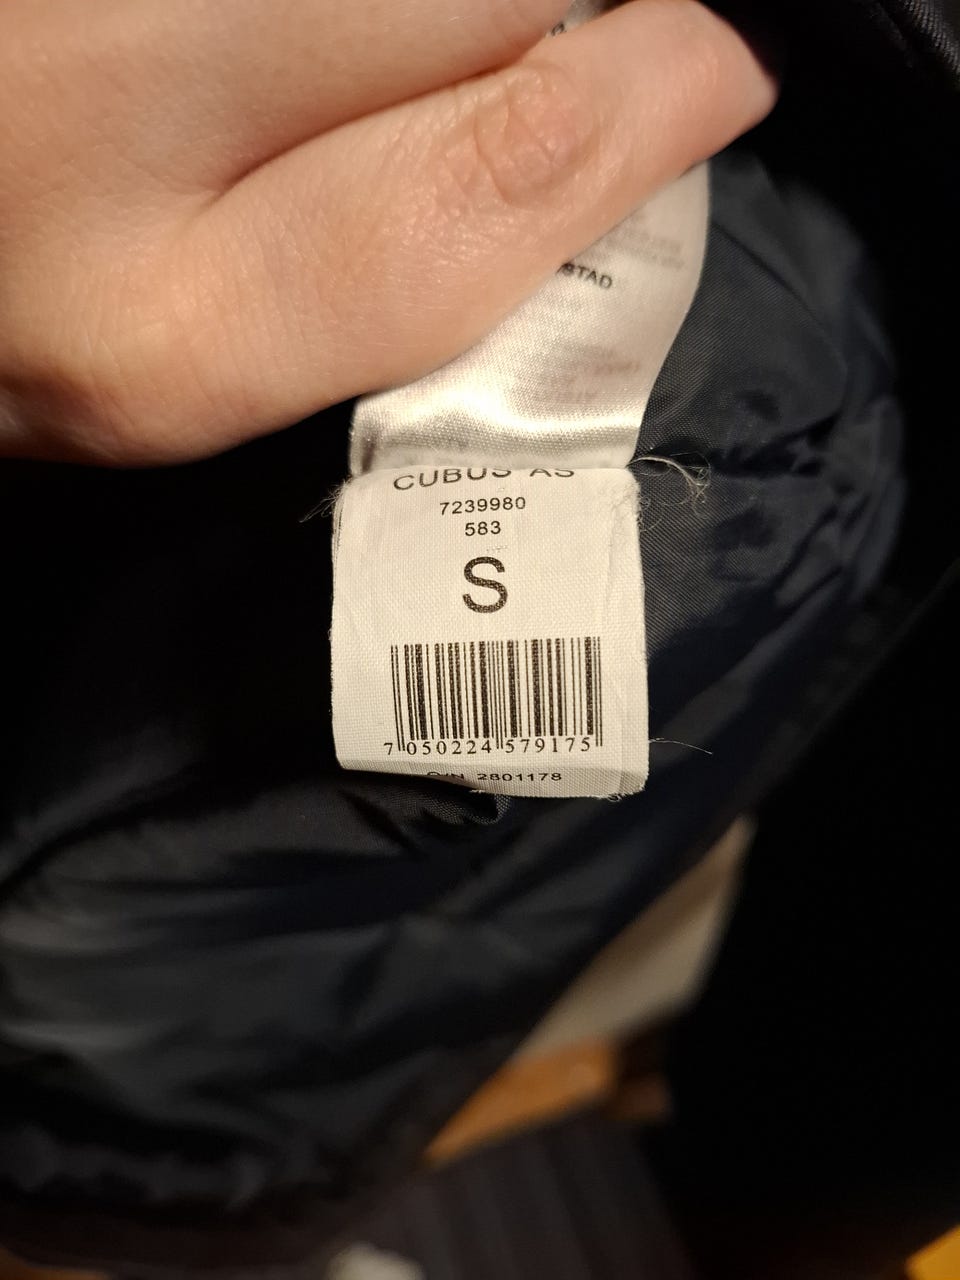 STAD
CUBUS AS
7239980
583
S
7 050224 579175
O/N 2801178